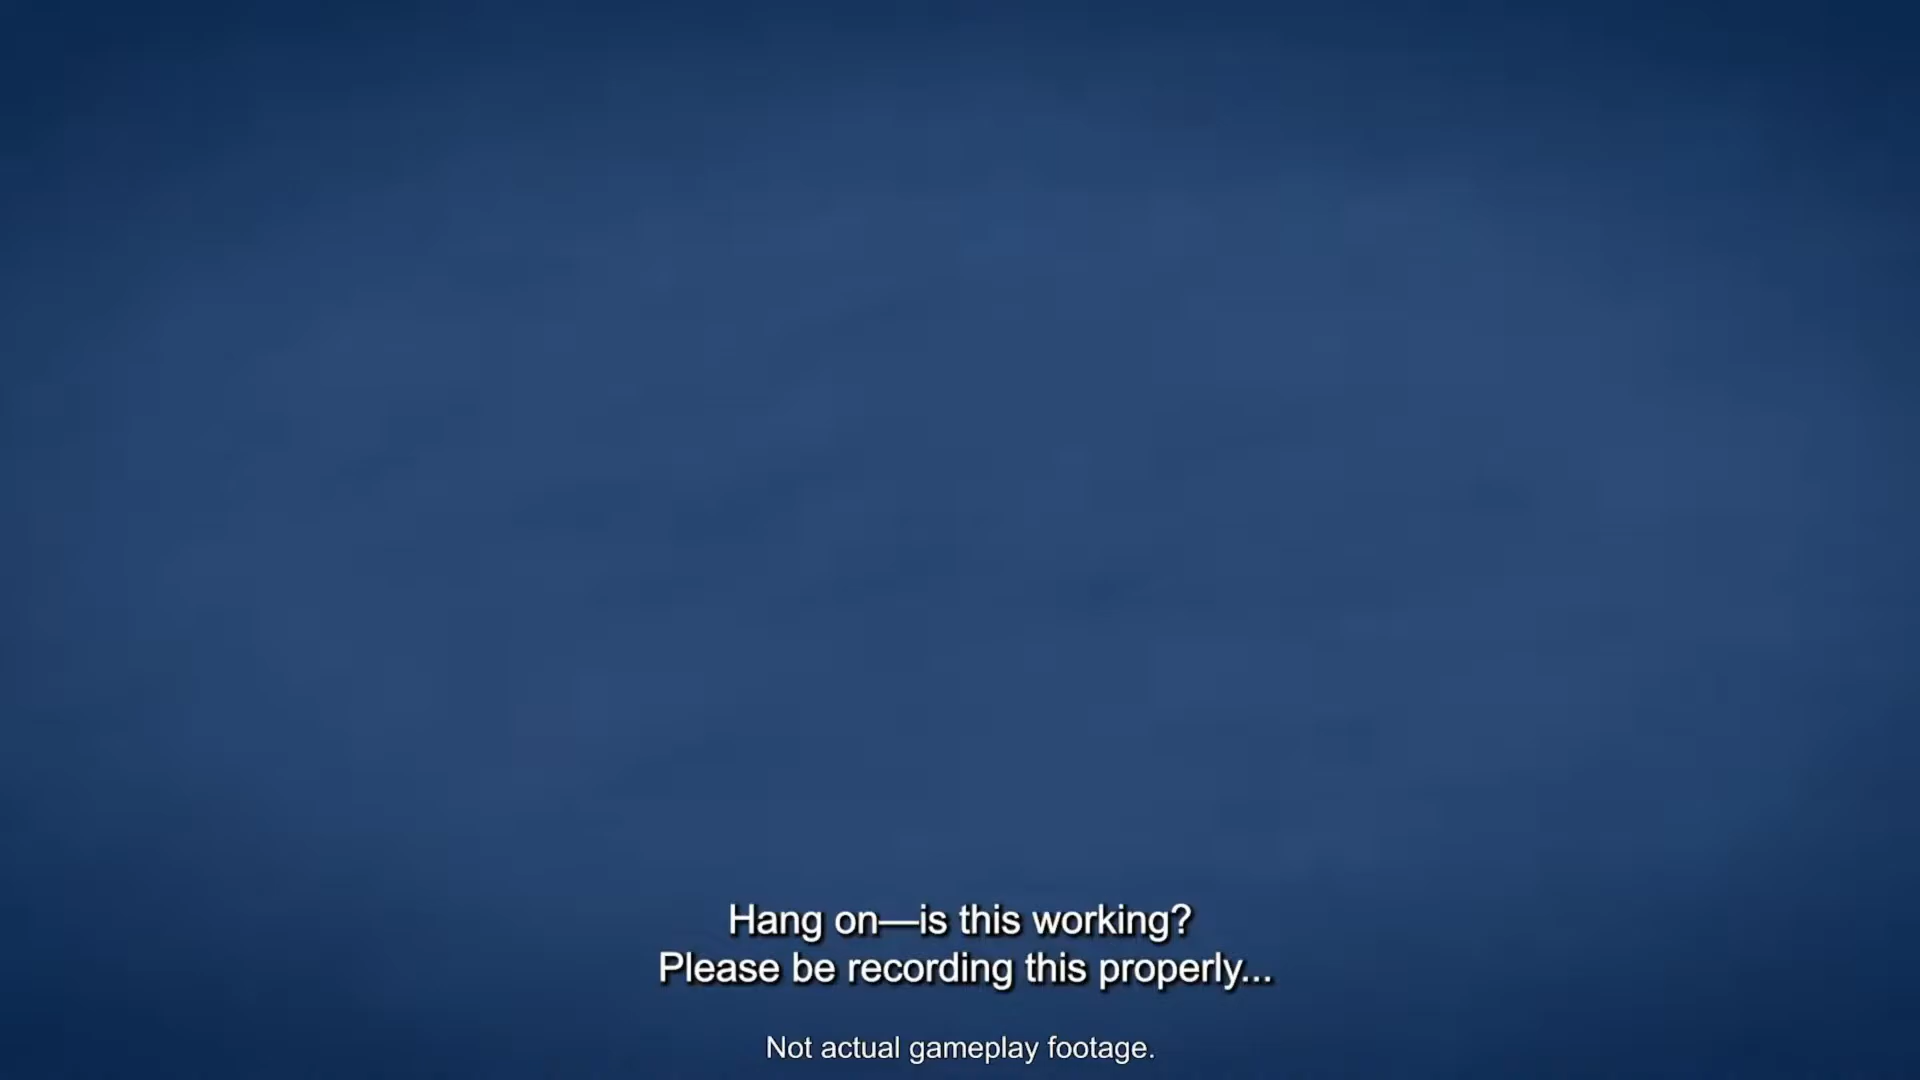 Hang on—is this working?
Please be recording this properly...
Not actual gameplay footage.